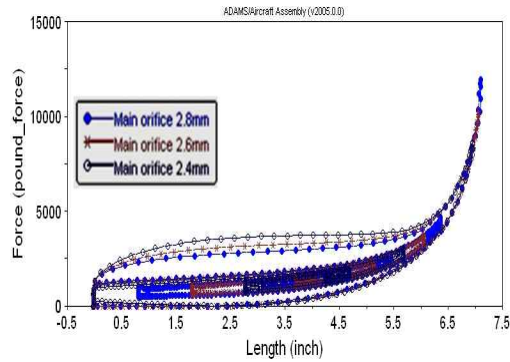 ADAMS/Aircraft Assembly (v2005.0.0)
15000
10000
5000
0
Force (pound_force)
Main orifice 2.8mm
Main orifice 2.6mm
Main orifice 2.4mm
-0.5 0.5 1.5 2.5 3.5 4.5 5.5 6.5 7.5
Length (inch)